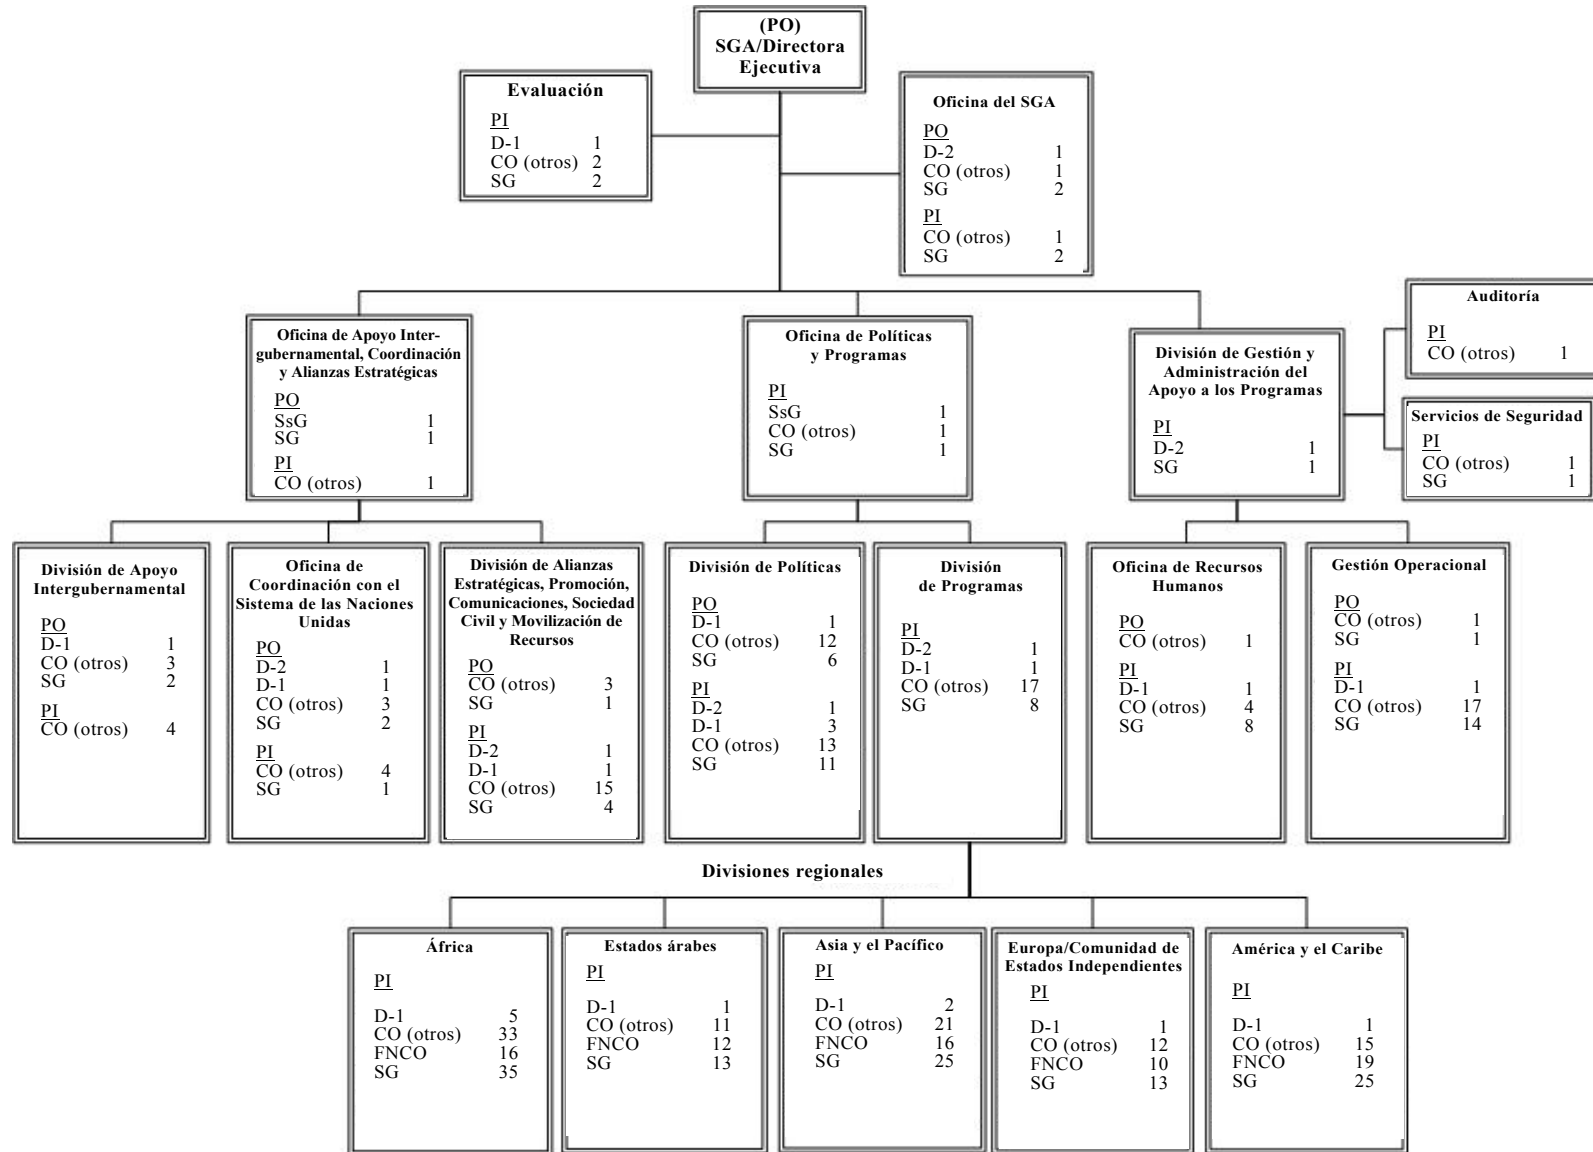 (PO)
SGA/Directora
Ejecutiva
Evaluación
PI
D-1 1
CO (otros) 2
SG 2
Oficina del SGA
PO
D-2 1
CO (otros) 1
SG 2
PI
CO (otros) 1
SG 2
Oficina de Apoyo Inter-
gubernamental, Coordinación
y Alianzas Estratégicas
PO
SsG 1
SG 1
PI
CO (otros) 1
Oficina de Políticas
y Programas
PI
SsG 1
CO (otros) 1
SG 1
División de Gestión y
Administración del
Apoyo a los Programas
PI
D-2 1
SG 1
Auditoría
PI
CO (otros) 1
Servicios de Seguridad
PI
CO (otros) 1
SG 1
División de Apoyo
Intergubernamental
PO
D-1 1
CO (otros) 3
SG 2
PI
CO (otros) 4
Oficina de
Coordinación con el
Sistema de las Naciones
Unidas
PO
D-2 1
D-1 1
CO (otros) 3
SG 2
PI
CO (otros) 4
SG 1
División de Alianzas
Estratégicas, Promoción,
Comunicaciones, Sociedad
Civil y Movilización de
Recursos
PO
CO (otros) 3
SG 1
PI
D-2 1
D-1 1
CO (otros) 15
SG 4
División de Políticas
PO
D-1 1
CO (otros) 12
SG 6
PI
D-2 1
D-1 3
CO (otros) 13
SG 11
División
de Programas
PI
D-2 1
D-1 1
CO (otros) 17
SG 8
Oficina de Recursos
Humanos
PO
CO (otros) 1
PI
D-1 1
CO (otros) 4
SG 8
Gestión Operacional
PO
CO (otros) 1
SG 1
PI
D-1 1
CO (otros) 17
SG 14
Divisiones regionales
África
PI
D-1 5
CO (otros) 33
FNCO 16
SG 35
Estados árabes
PI
D-1 1
CO (otros) 11
FNCO 12
SG 13
Asia y el Pacífico
PI
D-1 2
CO (otros) 21
FNCO 16
SG 25
Europa/Comunidad de
Estados Independientes
PI
D-1 1
CO (otros) 12
FNCO 10
SG 13
América y el Caribe
PI
D-1 1
CO (otros) 15
FNCO 19
SG 25